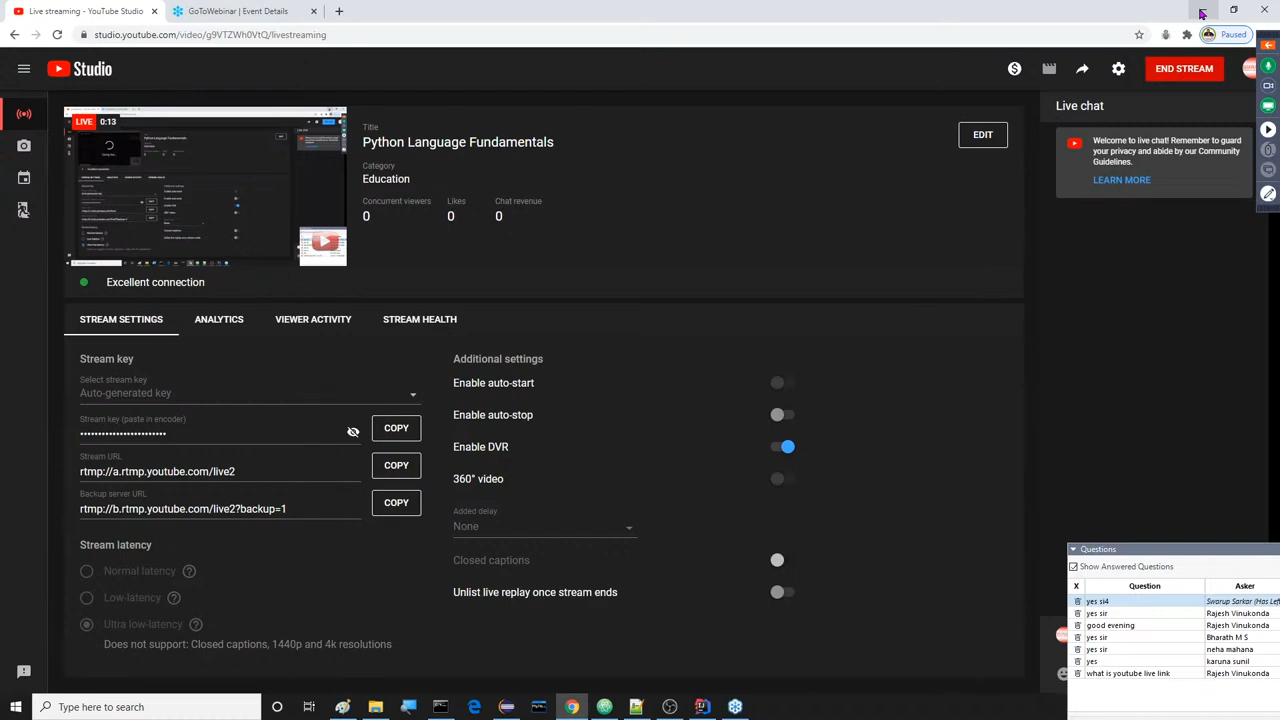 Live streaming - YouTube Studio
GoToWebinar | Event Details
studio.youtube.com/video/g9VTZWh0VtQ/livestreaming
Paused
Studio
END STREAM
LIVE 0:13
Title
Python Language Fundamentals
EDIT
Category
Education
Concurrent viewers Likes Chat revenue
0 0 0
Excellent connection
Live chat
Welcome to live chat! Remember to guard
your privacy and abide by our Community
Guidelines.
LEARN MORE
STREAM SETTINGS ANALYTICS VIEWER ACTIVITY STREAM HEALTH
Stream key
Select stream key
Auto-generated key
Stream key (paste in encoder)
••••••••••••••••••••••••
COPY
Stream URL
rtmp://a.rtmp.youtube.com/live2
COPY
Backup server URL
rtmp://b.rtmp.youtube.com/live2?backup=1
COPY
Stream latency
Normal latency
Low-latency
Ultra low-latency
Does not support: Closed captions, 1440p and 4k resolutions
Additional settings
Enable auto-start
Enable auto-stop
Enable DVR
360° video
Added delay
None
Closed captions
Unlist live replay once stream ends
Questions
Show Answered Questions
X Question Asker
yes si4 Swarup Sarkar (Has Left
yes sir Rajesh Vinukonda
good evening Rajesh Vinukonda
yes sir Bharath M S
yes sir neha mahana
yes karuna sunil
what is youtube live link Rajesh Vinukonda
Type here to search